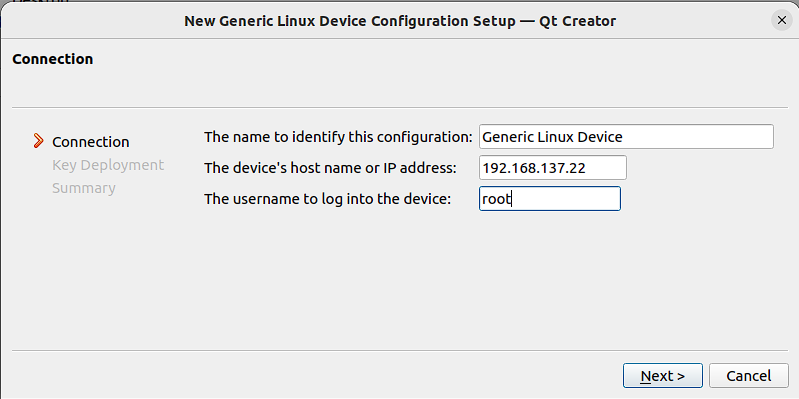 New Generic Linux Device Configuration Setup — Qt Creator
Connection
Connection
Key Deployment
Summary
The name to identify this configuration: Generic Linux Device
The device's host name or IP address: 192.168.137.22
The username to log into the device: root
Next >
Cancel